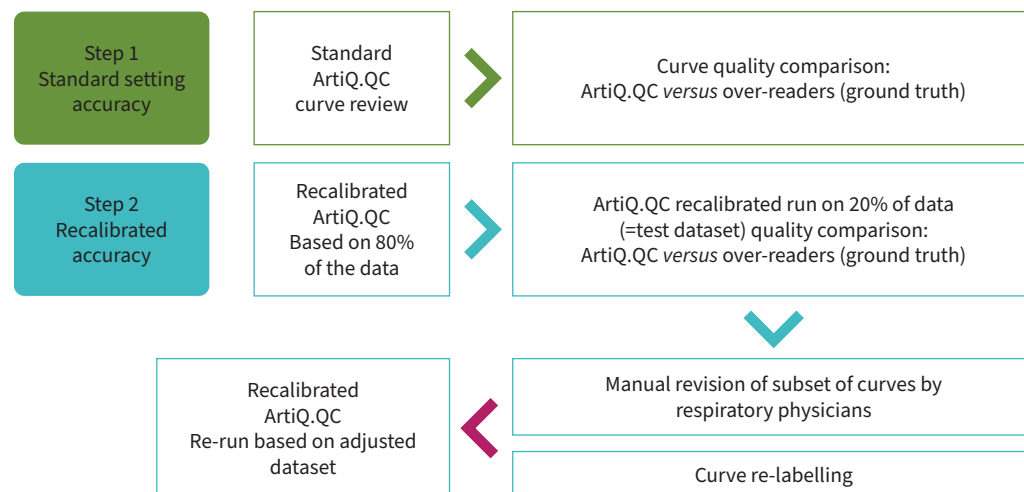 Step 1
Standard setting
accuracy
Standard
ArtiQ.QC
curve review
Curve quality comparison:
ArtiQ.QC versus over-readers (ground truth)
Step 2
Recalibrated
accuracy
Recalibrated
ArtiQ.QC
Based on 80%
of the data
ArtiQ.QC recalibrated run on 20% of data
(=test dataset) quality comparison:
ArtiQ.QC versus over-readers (ground truth)
Manual revision of subset of curves by
respiratory physicians
Recalibrated
ArtiQ.QC
Re-run based on adjusted
dataset
Curve re-labelling